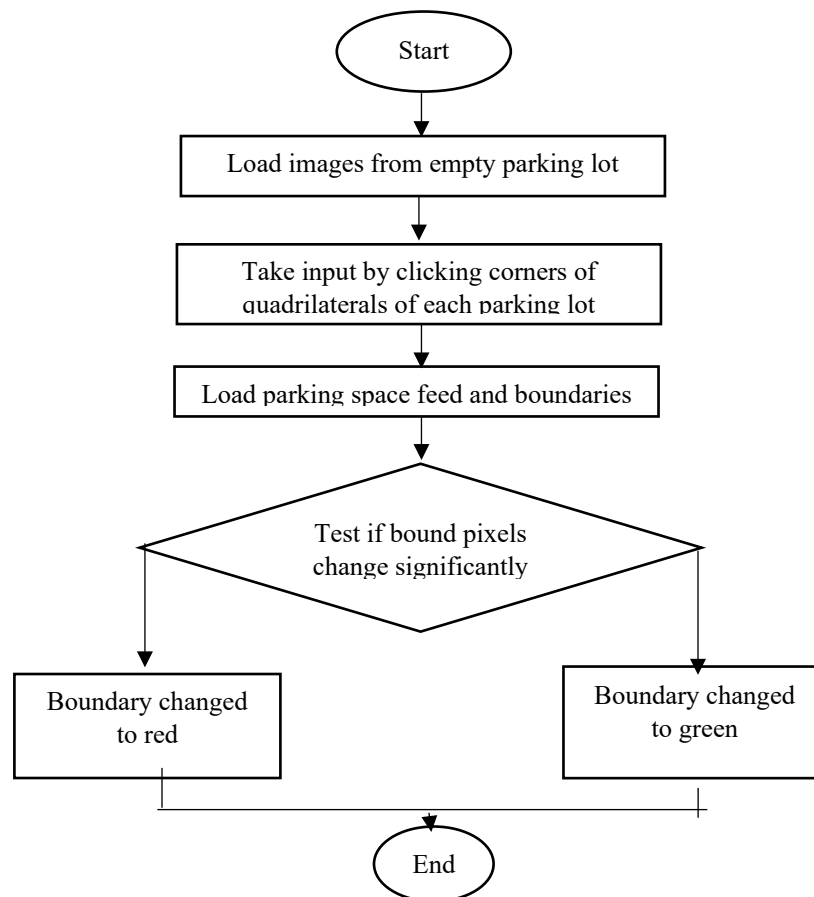 Start
Load images from empty parking lot
Take input by clicking corners of
quadrilaterals of each parking lot
Load parking space feed and boundaries
Test if bound pixels
change significantly
Boundary changed
to red
Boundary changed
to green
End